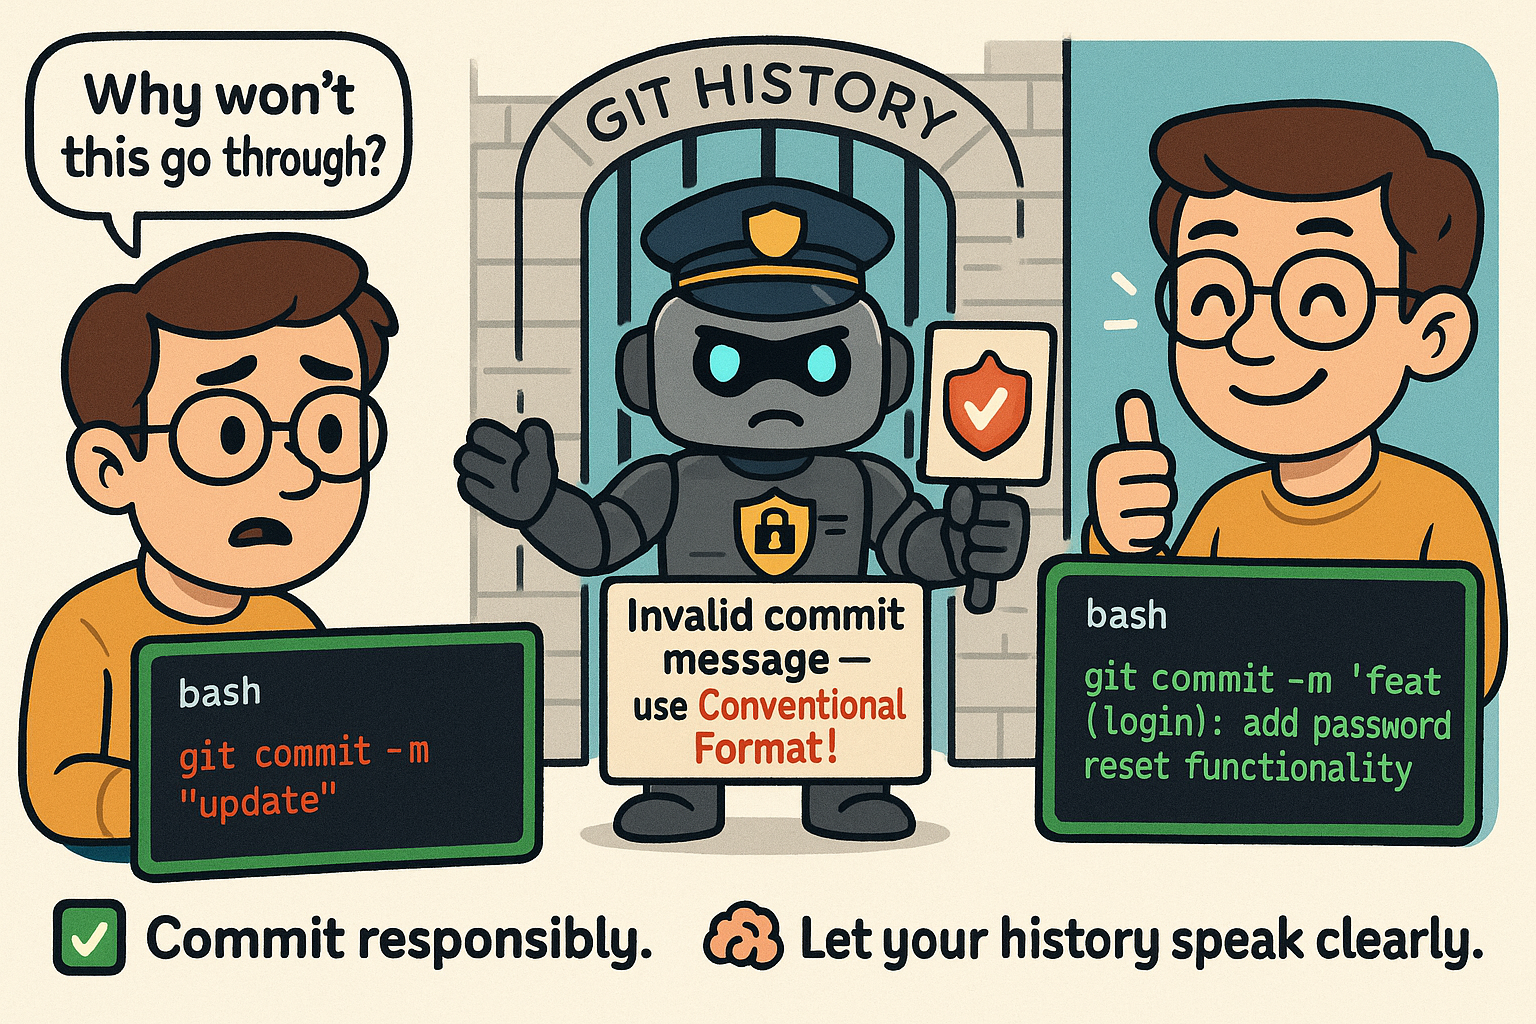 Why won't
this go through?
GIT HISTORY
bash
git commit -m
"update"
Invalid commit
message —
use Conventional
Format!
bash
git commit -m 'feat
(login): add password
reset functionality
Commit responsibly.
Let your history speak clearly.